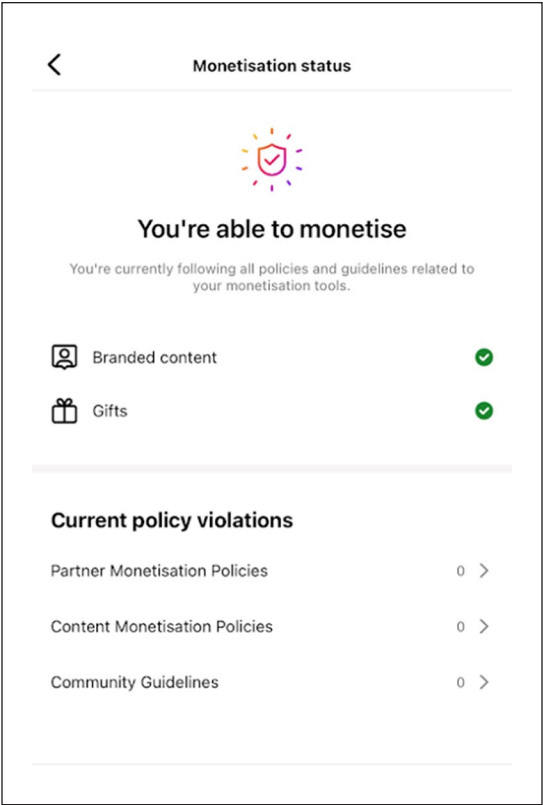 Monetisation status
You're able to monetise
You're currently following all policies and guidelines related to
your monetisation tools.
Branded content
Gifts
Current policy violations
Partner Monetisation Policies 0
Content Monetisation Policies 0
Community Guidelines 0